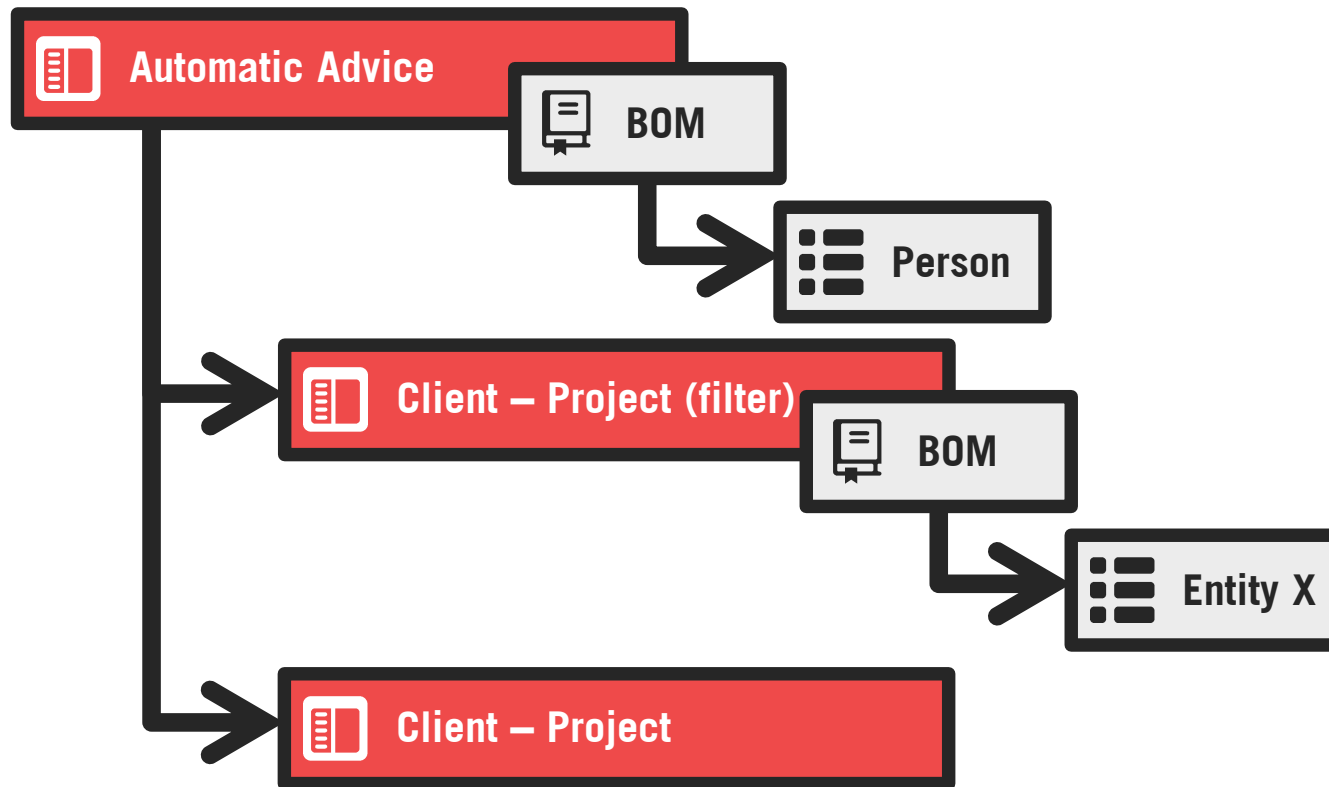 Automatic Advice
BOM
Person
Client – Project (filter)
BOM
Entity X
Client – Project